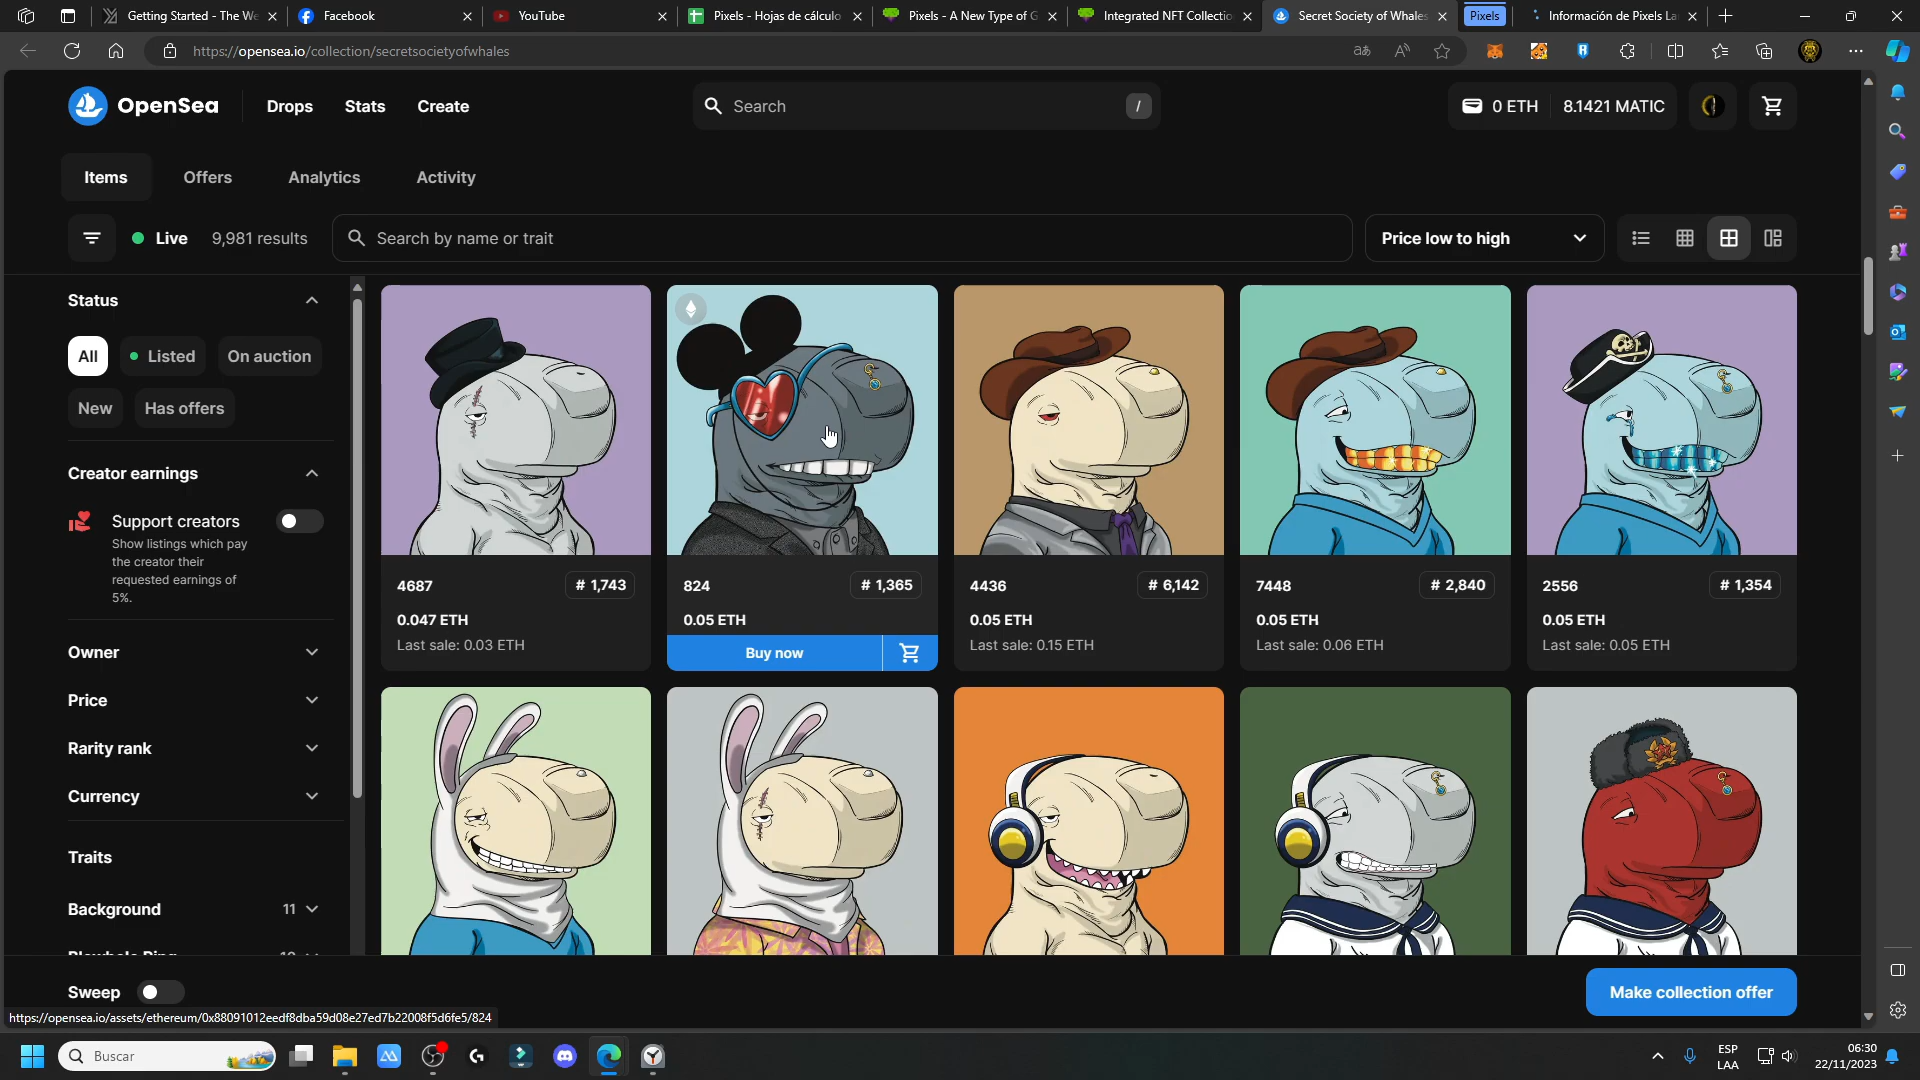 Getting Started - The We
Facebook
YouTube
Pixels - Hojas de cálculo
Pixels - A New Type of G
Integrated NFT Collectio
Secret Society of Whales
Pixels
Información de Pixels La
https://opensea.io/collection/secretsocietyofwhales
OpenSea
Drops
Stats
Create
Search
/
0 ETH
8.1421 MATIC
Items
Offers
Analytics
Activity
Live
9,981 results
Search by name or trait
Price low to high
Status
All
Listed
On auction
New
Has offers
Creator earnings
Support creators
Show listings which pay
the creator their
requested earnings of
5%.
Owner
Price
Rarity rank
Currency
Traits
Background
11
4687
# 1,743
0.047 ETH
Last sale: 0.03 ETH
824
# 1,365
0.05 ETH
Buy now
4436
# 6,142
0.05 ETH
Last sale: 0.15 ETH
7448
# 2,840
0.05 ETH
Last sale: 0.06 ETH
2556
# 1,354
0.05 ETH
Last sale: 0.05 ETH
Sweep
Make collection offer
https://opensea.io/assets/ethereum/0x88091012eedf8dba59d08e27ed7b22008f5d6fe5/824
Buscar
ESP
LAA
06:30
22/11/2023